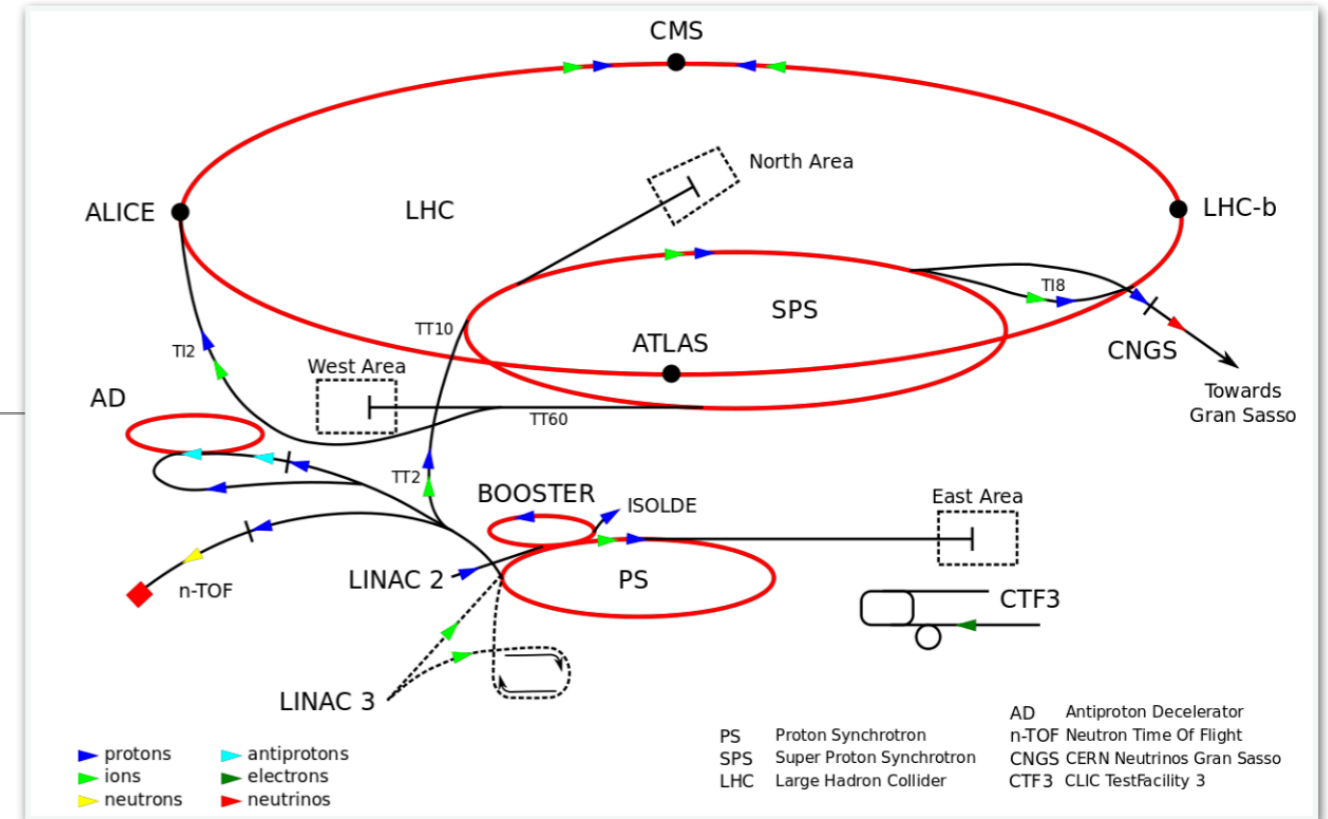 CMS
North Area
ALICE
LHC
LHC-b
TI8
SPS
TT10
ATLAS
CNGS
TI2
West Area
Towards
Gran Sasso
AD
TT60
TT2
BOOSTER
ISOLDE
East Area
LINAC 2
PS
n-TOF
CTF3
LINAC 3
protons
ions
neutrons
antiprotons
electrons
neutrinos
PS Proton Synchrotron
SPS Super Proton Synchrotron
LHC Large Hadron Collider
AD Antiproton Decelerator
n-TOF Neutron Time Of Flight
CNGS CERN Neutrinos Gran Sasso
CTF3 CLIC TestFacility 3